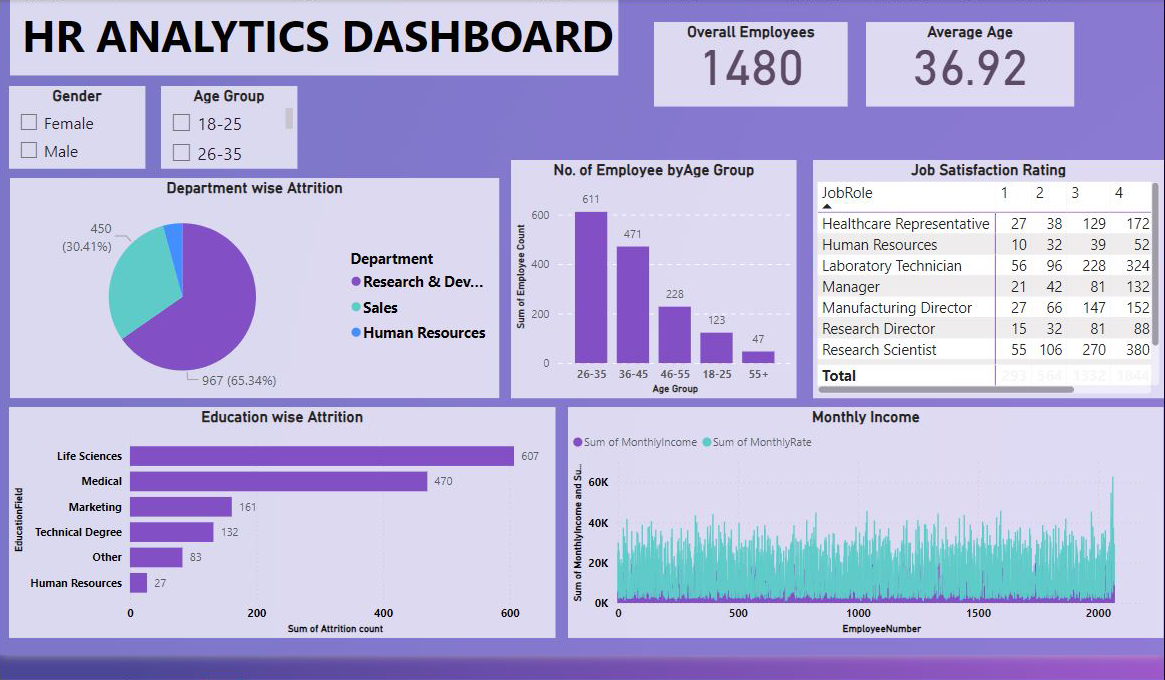 HR ANALYTICS DASHBOARD
Overall Employees
1480
Average Age
36.92
Gender
Female
Male
Age Group
18-25
26-35
Department wise Attrition
450
(30.41%)
967 (65.34%)
Department
Research & Dev...
Sales
Human Resources
No. of Employee byAge Group
Sum of Employee Count
600
400
200
0
611
471
228
123
47
26-35 36-45 46-55 18-25 55+
Age Group
Job Satisfaction Rating
JobRole 1 2 3 4
Healthcare Representative 27 38 129 172
Human Resources 10 32 39 52
Laboratory Technician 56 96 228 324
Manager 21 42 81 132
Manufacturing Director 27 66 147 152
Research Director 15 32 81 88
Research Scientist 55 106 270 380
Total 293 564 1332 1844
Education wise Attrition
EducationField
Life Sciences 607
Medical 470
Marketing 161
Technical Degree 132
Other 83
Human Resources 27
0 200 400 600
Sum of Attrition count
Monthly Income
Sum of MonthlyIncome Sum of MonthlyRate
Sum of MonthlyIncome and Su...
60K
40K
20K
0K
0 500 1000 1500 2000
EmployeeNumber